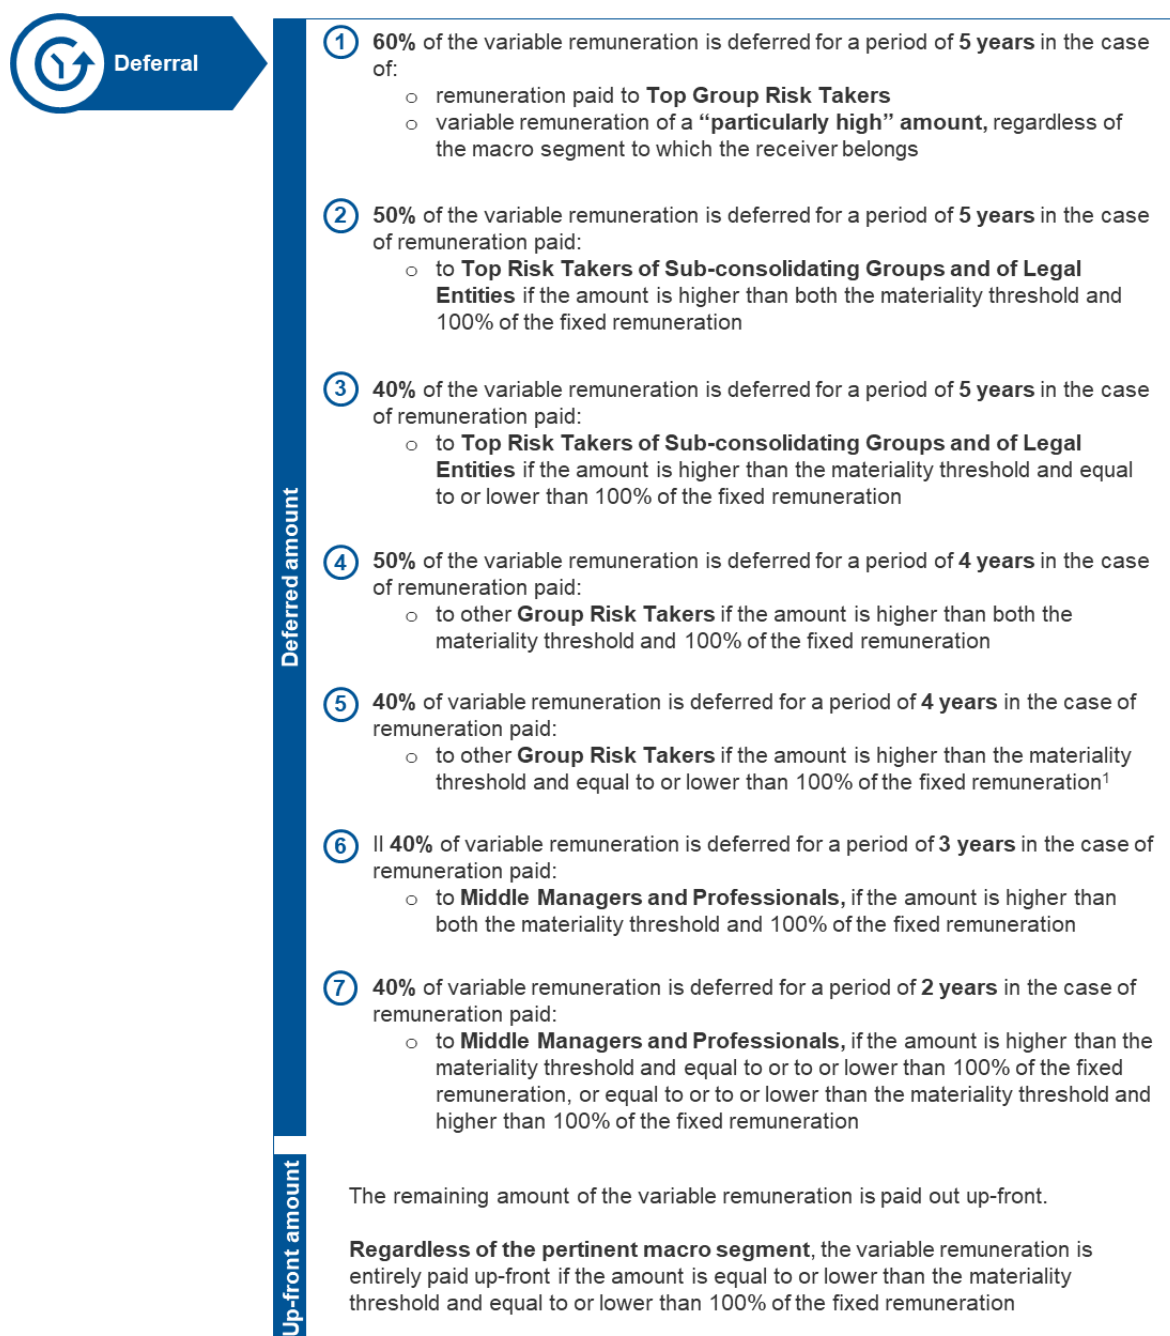 Deferral
1 60% of the variable remuneration is deferred for a period of 5 years in the case
of:
o remuneration paid to Top Group Risk Takers
o variable remuneration of a “particularly high” amount, regardless of
the macro segment to which the receiver belongs
2 50% of the variable remuneration is deferred for a period of 5 years in the case
of remuneration paid:
o to Top Risk Takers of Sub-consolidating Groups and of Legal
Entities if the amount is higher than both the materiality threshold and
100% of the fixed remuneration
3 40% of the variable remuneration is deferred for a period of 5 years in the case
of remuneration paid:
o to Top Risk Takers of Sub-consolidating Groups and of Legal
Entities if the amount is higher than the materiality threshold and equal
to or lower than 100% of the fixed remuneration
Deferred amount
4 50% of the variable remuneration is deferred for a period of 4 years in the case
of remuneration paid:
o to other Group Risk Takers if the amount is higher than both the
materiality threshold and 100% of the fixed remuneration
5 40% of variable remuneration is deferred for a period of 4 years in the case of
remuneration paid:
o to other Group Risk Takers if the amount is higher than the materiality
threshold and equal to or lower than 100% of the fixed remuneration¹
6 Il 40% of variable remuneration is deferred for a period of 3 years in the case of
remuneration paid:
o to Middle Managers and Professionals, if the amount is higher than
both the materiality threshold and 100% of the fixed remuneration
7 40% of variable remuneration is deferred for a period of 2 years in the case of
remuneration paid:
o to Middle Managers and Professionals, if the amount is higher than the
materiality threshold and equal to or to or lower than 100% of the fixed
remuneration, or equal to or to or lower than the materiality threshold and
higher than 100% of the fixed remuneration
Up-front amount
The remaining amount of the variable remuneration is paid out up-front.
Regardless of the pertinent macro segment, the variable remuneration is
entirely paid up-front if the amount is equal to or lower than the materiality
threshold and equal to or lower than 100% of the fixed remuneration